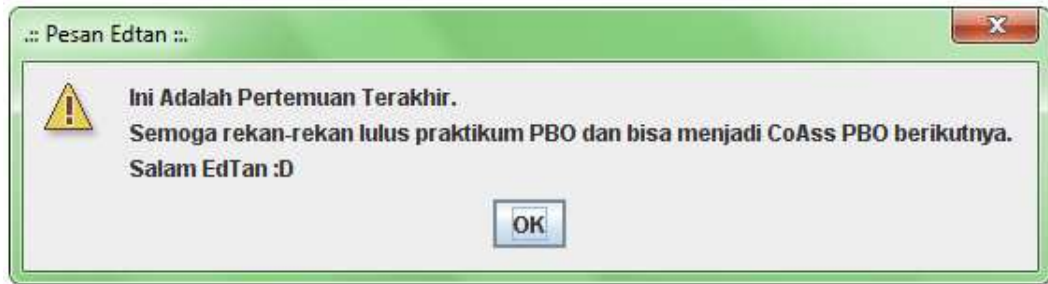 .:: Pesan Edtan ::.
Ini Adalah Pertemuan Terakhir.
Semoga rekan-rekan lulus praktikum PBO dan bisa menjadi CoAss PBO berikutnya.
Salam EdTan :D
OK